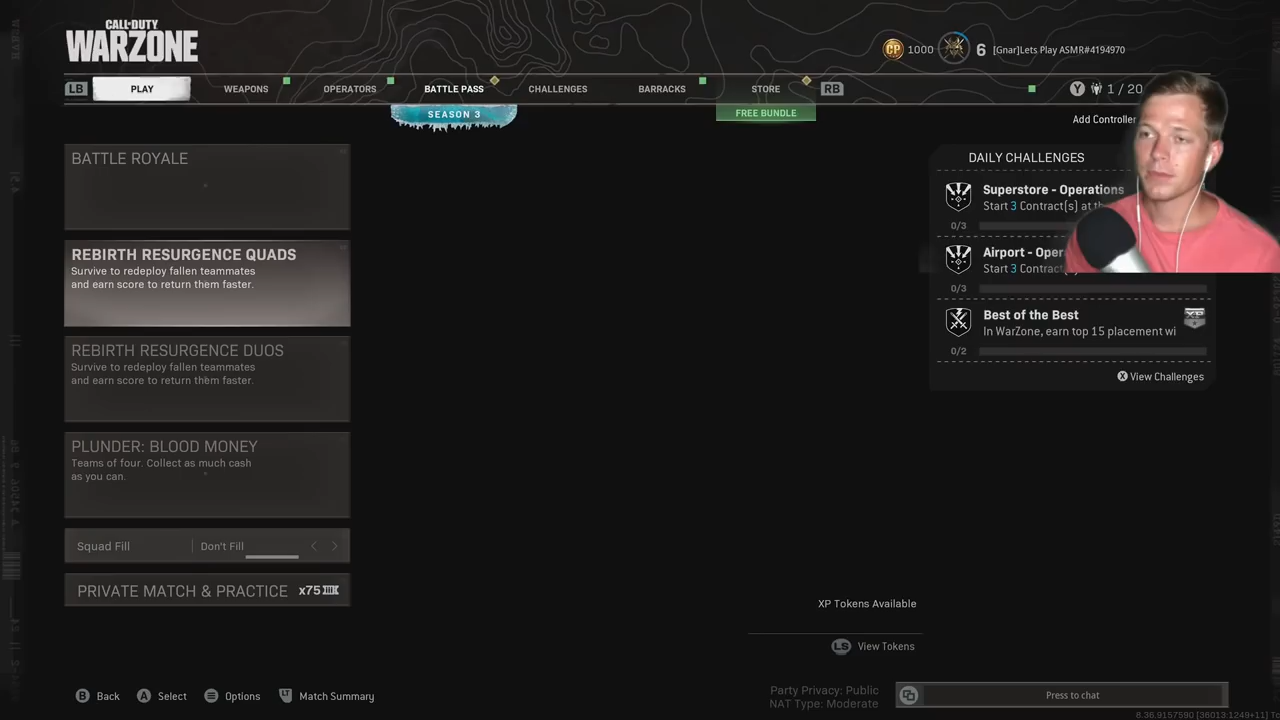 CALL OF DUTY
WARZONE
CP 1000
6
[Gnar]Lets Play ASMR#4194970
LB
PLAY
WEAPONS
OPERATORS
BATTLE PASS
CHALLENGES
BARRACKS
STORE
RB
Y
1 / 20
SEASON 3
FREE BUNDLE
Add Controller
BATTLE ROYALE
REBIRTH RESURGENCE QUADS
Survive to redeploy fallen teammates
and earn score to return them faster.
REBIRTH RESURGENCE DUOS
Survive to redeploy fallen teammates
and earn score to return them faster.
PLUNDER: BLOOD MONEY
Teams of four. Collect as much cash
as you can.
Squad Fill
Don't Fill
PRIVATE MATCH & PRACTICE
x75
DAILY CHALLENGES
Superstore - Operations
Start 3 Contract[s] at th
0/3
Airport - Oper
Start 3 Contract[
0/3
Best of the Best
In WarZone, earn top 15 placement wi
XP
0/2
X View Challenges
XP Tokens Available
LS View Tokens
B Back
A Select
Options
LT Match Summary
Party Privacy: Public
NAT Type: Moderate
Press to chat